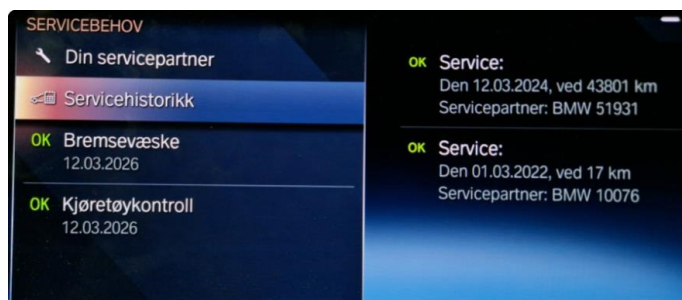 SERVICEBEHOV
Din servicepartner
Servicehistorikk
OK Bremsevæske
12.03.2026
OK Kjøretøykontroll
12.03.2026
OK Service:
Den 12.03.2024, ved 43801 km
Servicepartner: BMW 51931
OK Service:
Den 01.03.2022, ved 17 km
Servicepartner: BMW 10076